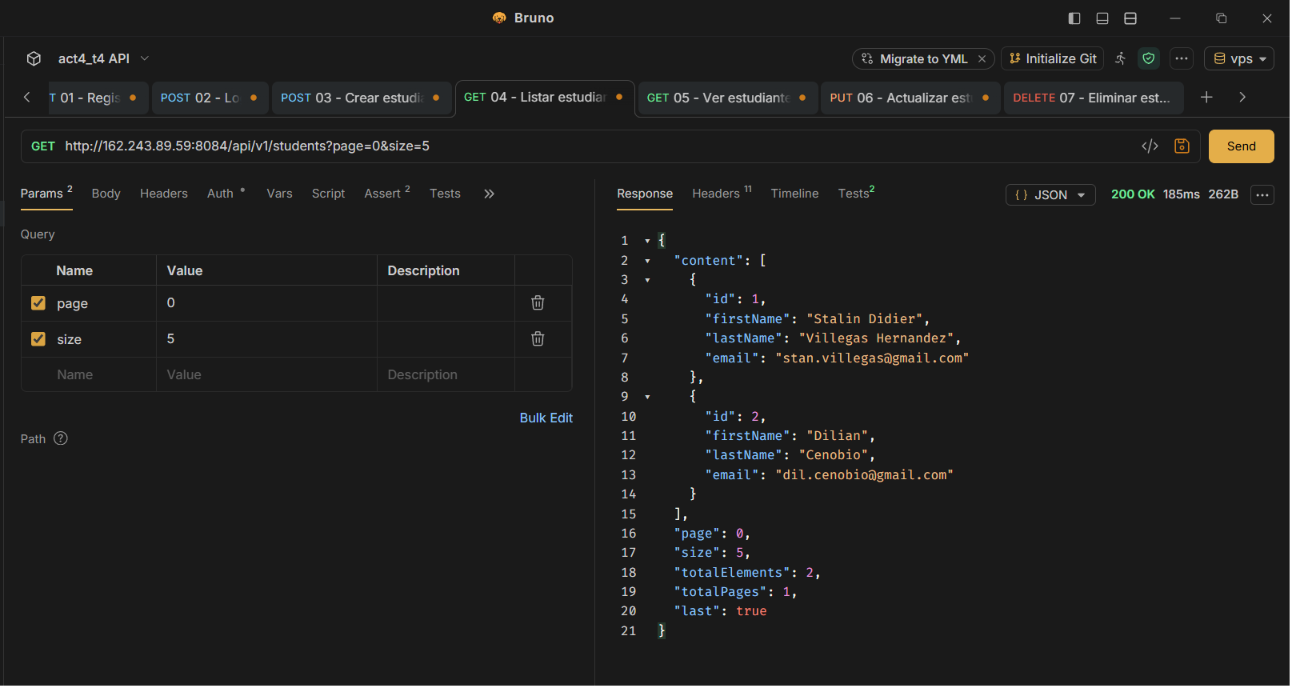 Bruno
act4_t4 API
Migrate to YML
Initialize Git
vps
T 01 - Regis
POST 02 - Lo
POST 03 - Crear estudia
GET 04 - Listar estudiar
GET 05 - Ver estudiante
PUT 06 - Actualizar est
DELETE 07 - Eliminar est...
GET http://162.243.89.59:8084/api/v1/students?page=0&size=5
Send
Params 2 Body Headers Auth Vars Script Assert 2 Tests
Query
Name Value Description
page 0
size 5
Name Value Description
Bulk Edit
Path ?
Response Headers 11 Timeline Tests 2 { } JSON 200 OK 185ms 262B
1 {
2 "content": [
3 {
4 "id": 1,
5 "firstName": "Stalin Didier",
6 "lastName": "Villegas Hernandez",
7 "email": "stan.villegas@gmail.com"
8 },
9 {
10 "id": 2,
11 "firstName": "Dilian",
12 "lastName": "Cenobio",
13 "email": "dil.cenobio@gmail.com"
14 }
15 ],
16 "page": 0,
17 "size": 5,
18 "totalElements": 2,
19 "totalPages": 1,
20 "last": true
21 }